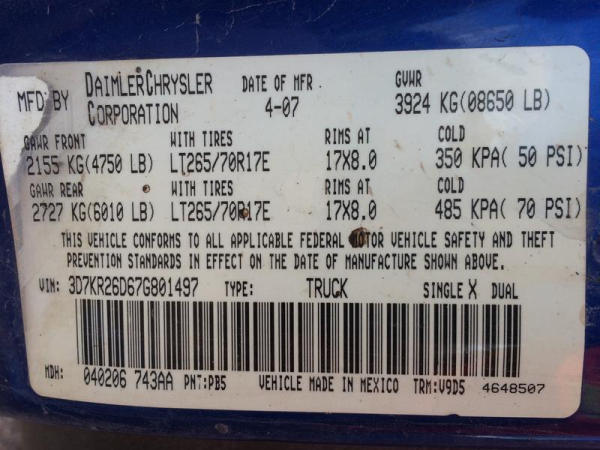 MFD BY DAIMLERCHRYSLER CORPORATION DATE OF MFR 4-07 GVWR 3924 KG(08650 LB)
GAWR FRONT WITH TIRES RIMS AT COLD
2155 KG(4750 LB) LT265/70R17E 17X8.0 350 KPA( 50 PSI)
GAWR REAR WITH TIRES RIMS AT COLD
2727 KG(6010 LB) LT265/70R17E 17X8.0 485 KPA( 70 PSI)
THIS VEHICLE CONFORMS TO ALL APPLICABLE FEDERAL MOTOR VEHICLE SAFETY AND THEFT
PREVENTION STANDARDS IN EFFECT ON THE DATE OF MANUFACTURE SHOWN ABOVE.
VIN: 3D7KR26D67G801497 TYPE: TRUCK SINGLE X DUAL
MDH: 040206 743AA PNT:PB5 VEHICLE MADE IN MEXICO TRM:V9D5 4648507